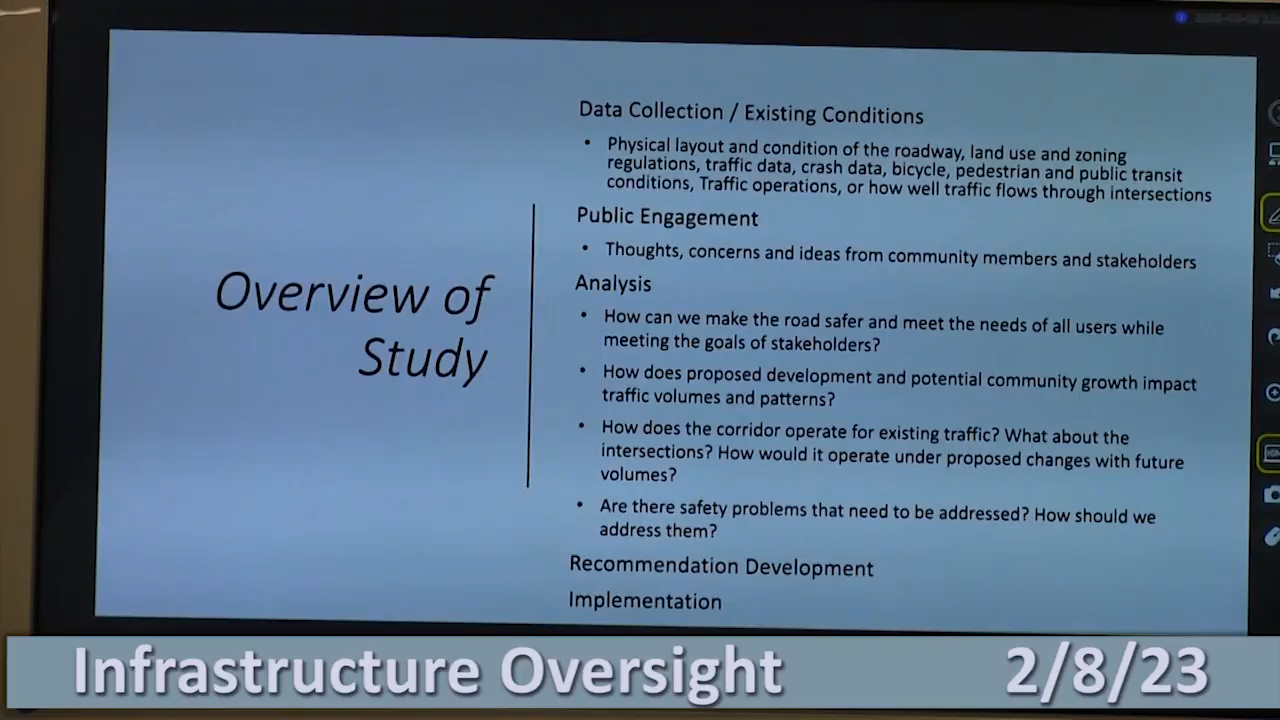 Data Collection / Existing Conditions
• Physical layout and condition of the roadway, land use and zoning
regulations, traffic data, crash data, bicycle, pedestrian and public transit
conditions, Traffic operations, or how well traffic flows through intersections
Public Engagement
• Thoughts, concerns and ideas from community members and stakeholders
Analysis
• How can we make the road safer and meet the needs of all users while
meeting the goals of stakeholders?
• How does proposed development and potential community growth impact
traffic volumes and patterns?
• How does the corridor operate for existing traffic? What about the
intersections? How would it operate under proposed changes with future
volumes?
• Are there safety problems that need to be addressed? How should we
address them?
Recommendation Development
Implementation
Overview of
Study
Infrastructure Oversight 2/8/23